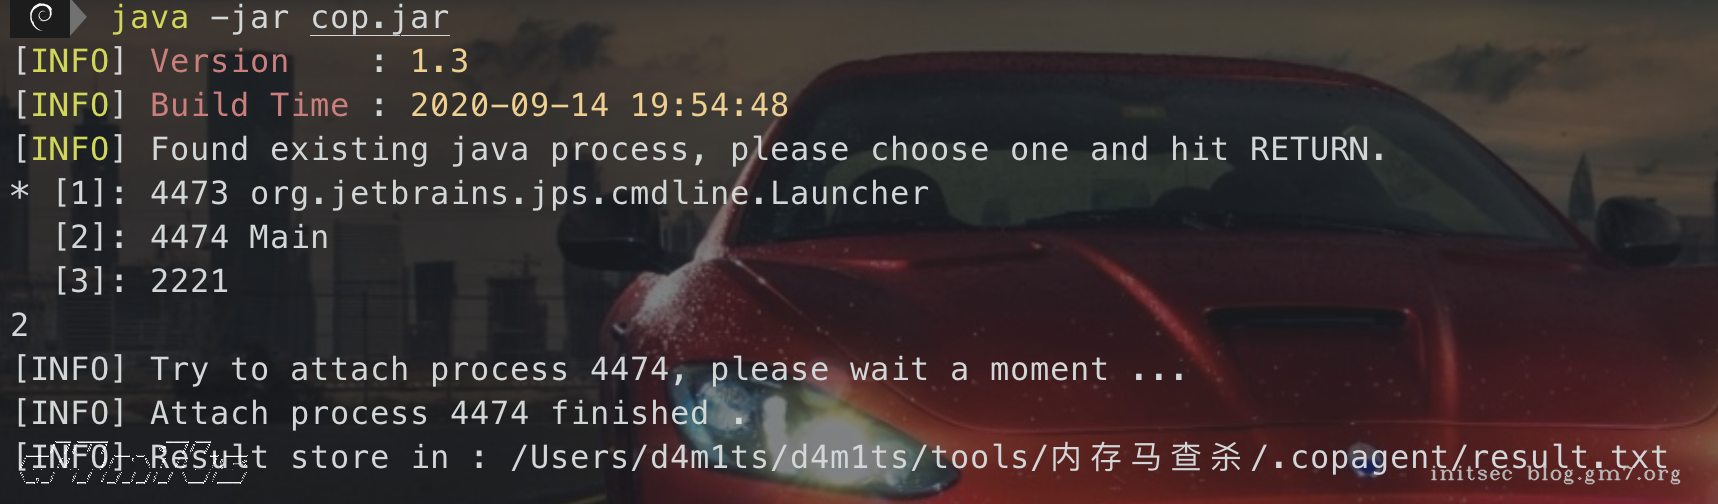 java -jar cop.jar
[INFO] Version    : 1.3
[INFO] Build Time : 2020-09-14 19:54:48
[INFO] Found existing java process, please choose one and hit RETURN.
* [1]: 4473 org.jetbrains.jps.cmdline.Launcher
  [2]: 4474 Main
  [3]: 2221
2
[INFO] Try to attach process 4474, please wait a moment ...
[INFO] Attach process 4474 finished .
[INFO] Result store in : /Users/d4m1ts/d4m1ts/tools/内存马查杀/.copagent/result.txt
initsec blog.gm7.org